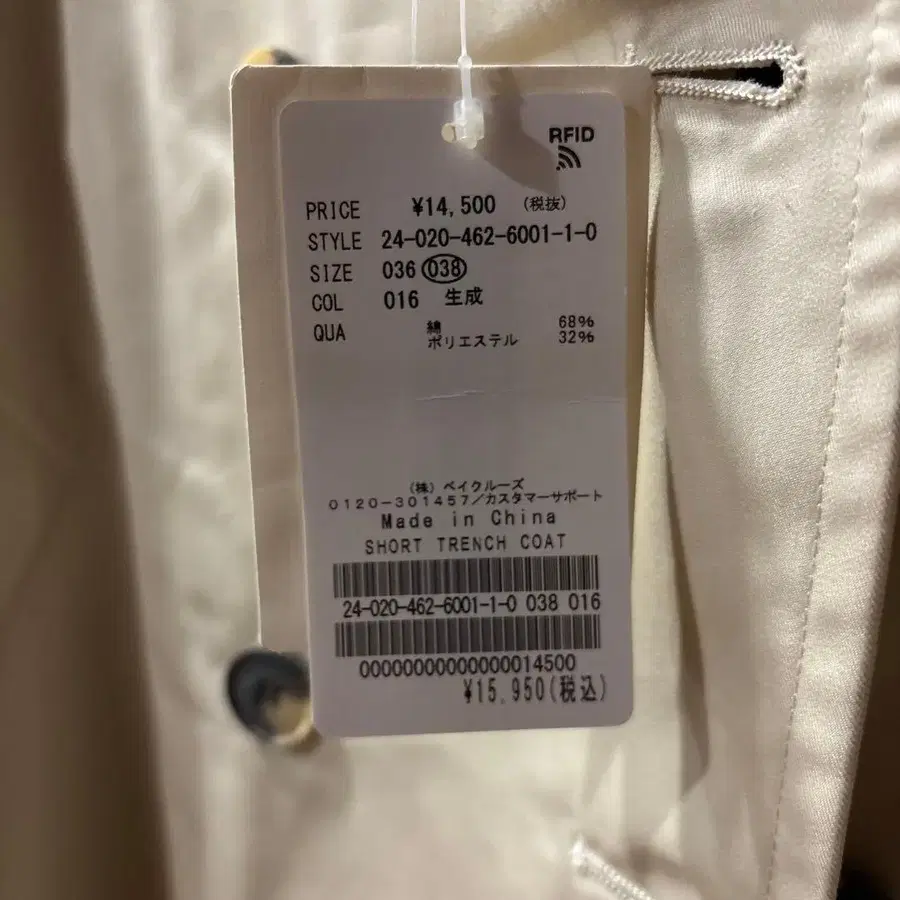 RFID
PRICE ¥14,500 (税抜)
STYLE 24-020-462-6001-1-0
SIZE 036 038
COL 016 生成
QUA 綿 68%
ポリエステル 32%
(株) ベイクルーズ
0120-301457/カスタマーサポート
Made in China
SHORT TRENCH COAT
24-020-462-6001-1-0 038 016
00000000000000014500
¥15,950(税込)